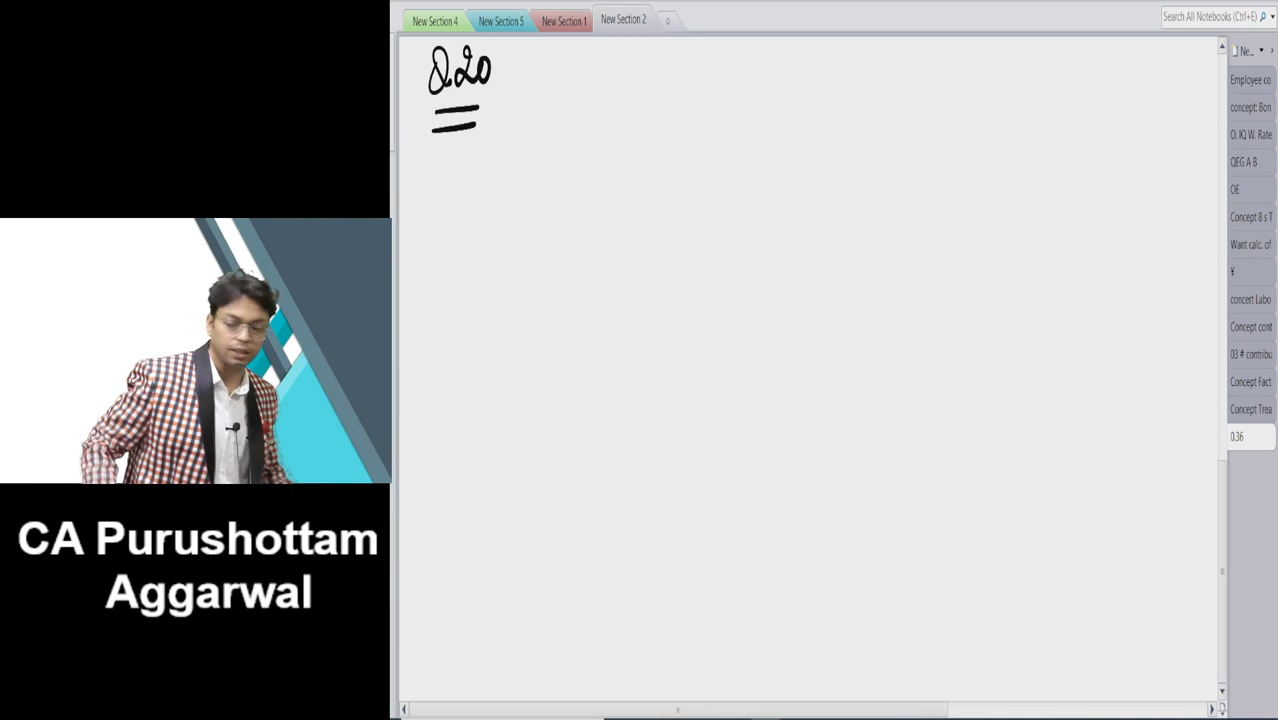 New Section 4
New Section 5
New Section 1
New Section 2
Search All Notebooks (Ctrl+E)
Q.20
Ne...
Employee co
concept: Bon
O. IQ W. Rate
QEG A B
OE
Concept 8 s T
Want calc. of
¥
concert Labo
Concept cont
03 # contribu
Concept Fact
Concept Trea
0.36
CA Purushottam
Aggarwal